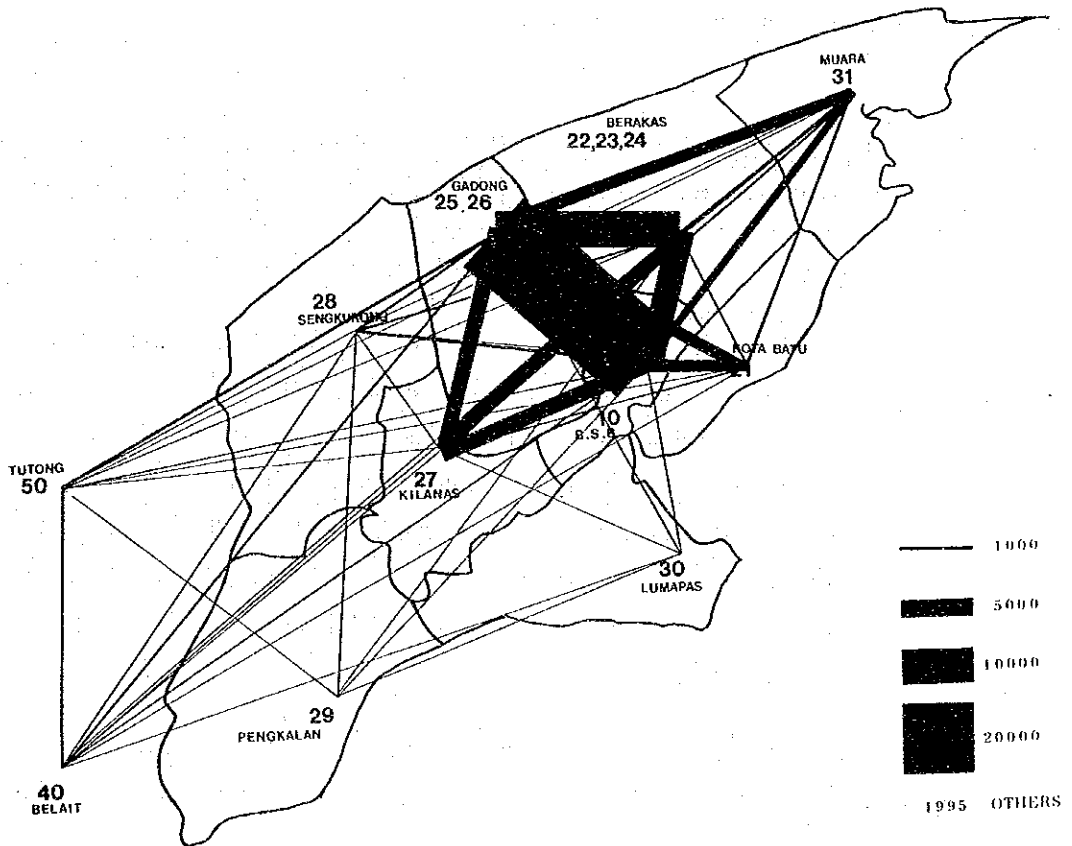 MUARA
31
BERAKAS
22,23,24
GADONG
25,26
28
SENGKURONG
KOTA BATU
10
B.S.B
TUTONG
50
27
KILANAS
30
LUMAPAS
29
PENGKALAN
40
BELAIT
1000
5000
10000
20000
1995 OTHERS